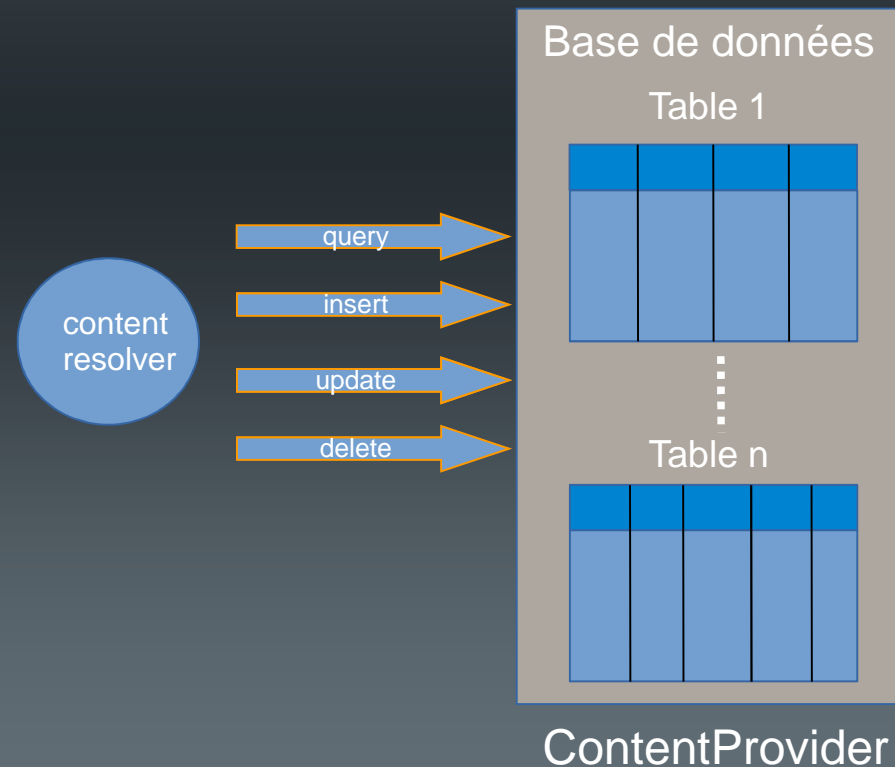 Base de données
Table 1
query
insert
content
resolver
update
delete
Table n
ContentProvider